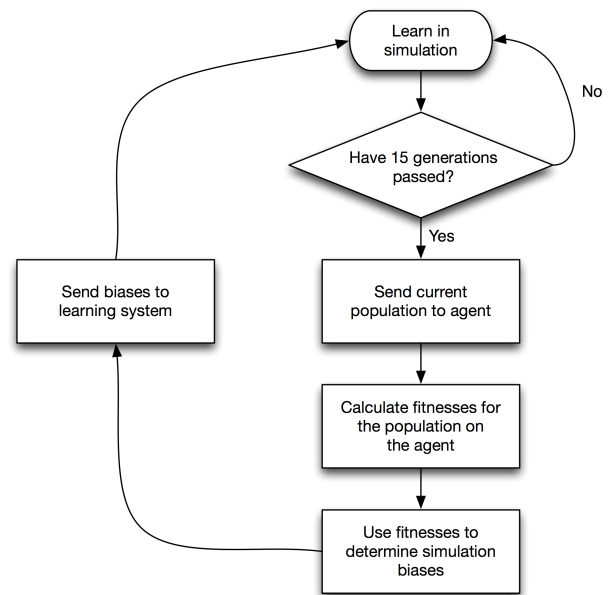 Learn in
simulation
No
Have 15 generations
passed?
Yes
Send biases to
learning system
Send current
population to agent
Calculate fitnesses for
the population on
the agent
Use fitnesses to
determine simulation
biases